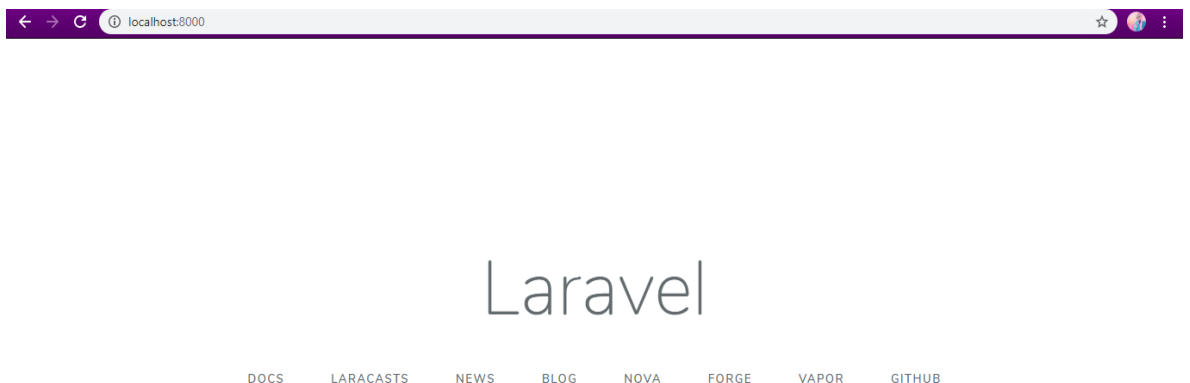 localhost:8000
Laravel
DOCS LARACASTS NEWS BLOG NOVA FORGE VAPOR GITHUB